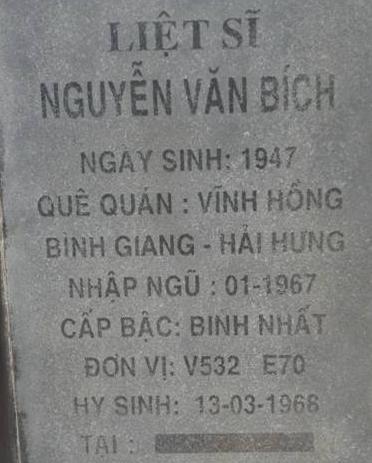 LIỆT SĨ
NGUYỄN VĂN BÍCH
NGÀY SINH: 1947
QUÊ QUÁN : VĨNH HỒNG
BÌNH GIANG - HẢI HƯNG
NHẬP NGŨ : 01-1967
CẤP BẬC: BINH NHẤT
ĐƠN VỊ: V532 E70
HY SINH: 13-03-1968
TẠI :